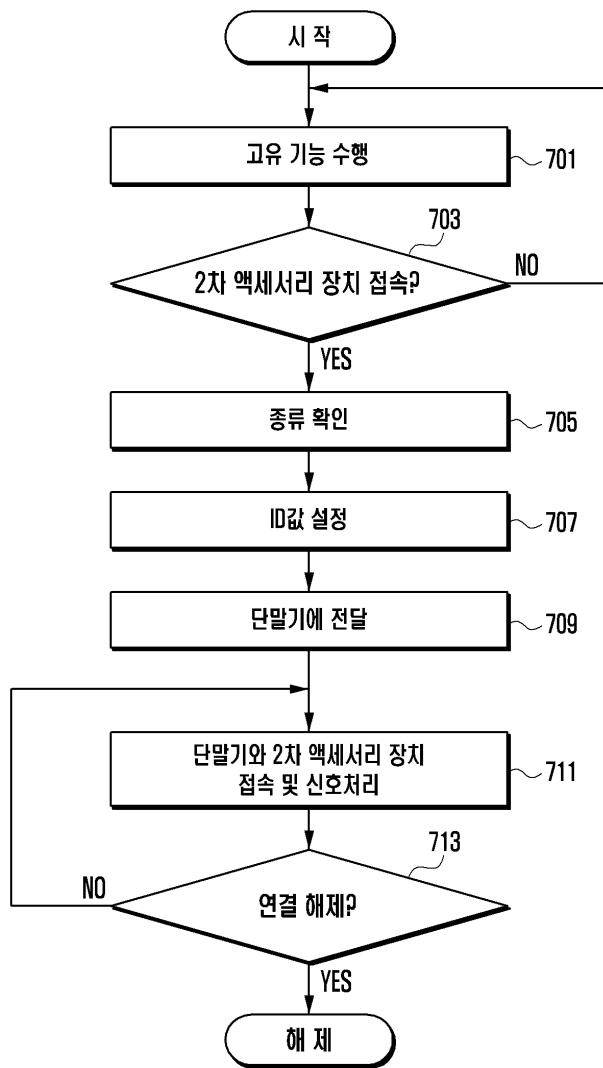 시 작
고유 기능 수행
701
703
2차 액세서리 장치 접속?
NO
YES
종류 확인
705
ID값 설정
707
단말기에 전달
709
단말기와 2차 액세서리 장치
접속 및 신호처리
711
713
연결 해제?
NO
YES
해 제